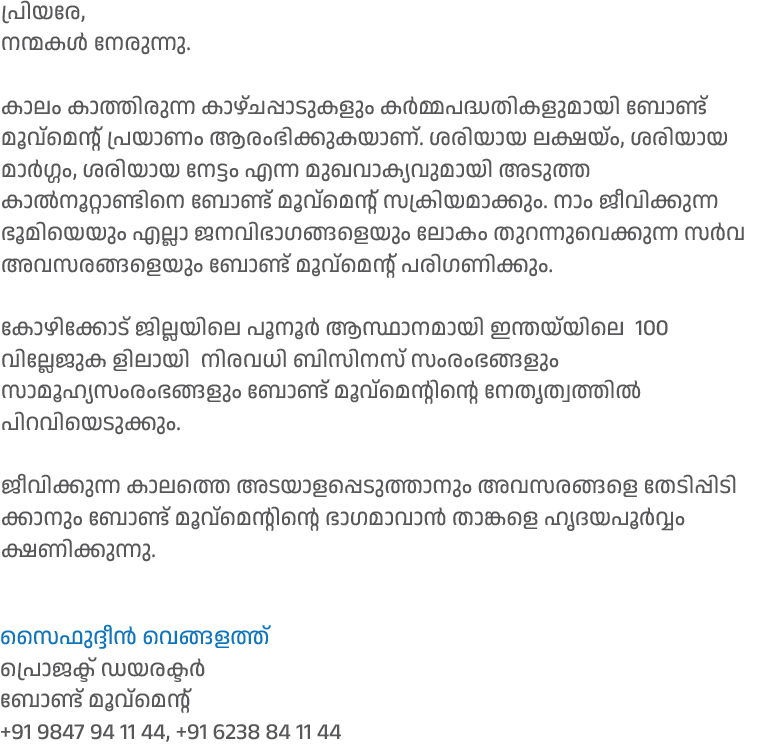 പ്രിയരേ,
നന്മകൾ നേരുന്നു.
കാലം കാത്തിരുന്ന കാഴ്ചപ്പാടുകളും കർമ്മപദ്ധതികളുമായി ബോണ്ട്
മൂവ്മെന്റ് പ്രയാണം ആരംഭിക്കുകയാണ്. ശരിയായ ലക്ഷയ്ം, ശരിയായ
മാർഗ്ഗം, ശരിയായ നേട്ടം എന്ന മുഖവാക്യവുമായി അടുത്ത
കാൽനൂറ്റാണ്ടിനെ ബോണ്ട് മൂവ്മെന്റ് സക്രിയമാക്കും. നാം ജീവിക്കുന്ന
ഭൂമിയെയും എല്ലാ ജനവിഭാഗങ്ങളെയും ലോകം തുറന്നുവെക്കുന്ന സർവ
അവസരങ്ങളെയും ബോണ്ട് മൂവ്മെന്റ് പരിഗണിക്കും.
കോഴിക്കോട് ജില്ലയിലെ പൂനൂർ ആസ്ഥാനമായി ഇന്തയ്യിലെ 100
വില്ലേജുക ളിലായി നിരവധി ബിസിനസ് സംരംഭങ്ങളും
സാമൂഹ്യസംരംഭങ്ങളും ബോണ്ട് മൂവ്മെന്റിന്റെ നേതൃത്വത്തിൽ
പിറവിയെടുക്കും.
ജീവിക്കുന്ന കാലത്തെ അടയാളപ്പെടുത്താനും അവസരങ്ങളെ തേടിപ്പിടി
ക്കാനും ബോണ്ട് മൂവ്മെന്റിന്റെ ഭാഗമാവാൻ താങ്കളെ ഹൃദയപൂർവ്വം
ക്ഷണിക്കുന്നു.
സൈഫുദ്ദീൻ വെങ്ങളത്ത്
പ്രൊജക്ട് ഡയരക്ടർ
ബോണ്ട് മൂവ്മെന്റ്
+91 9847 94 11 44, +91 6238 84 11 44